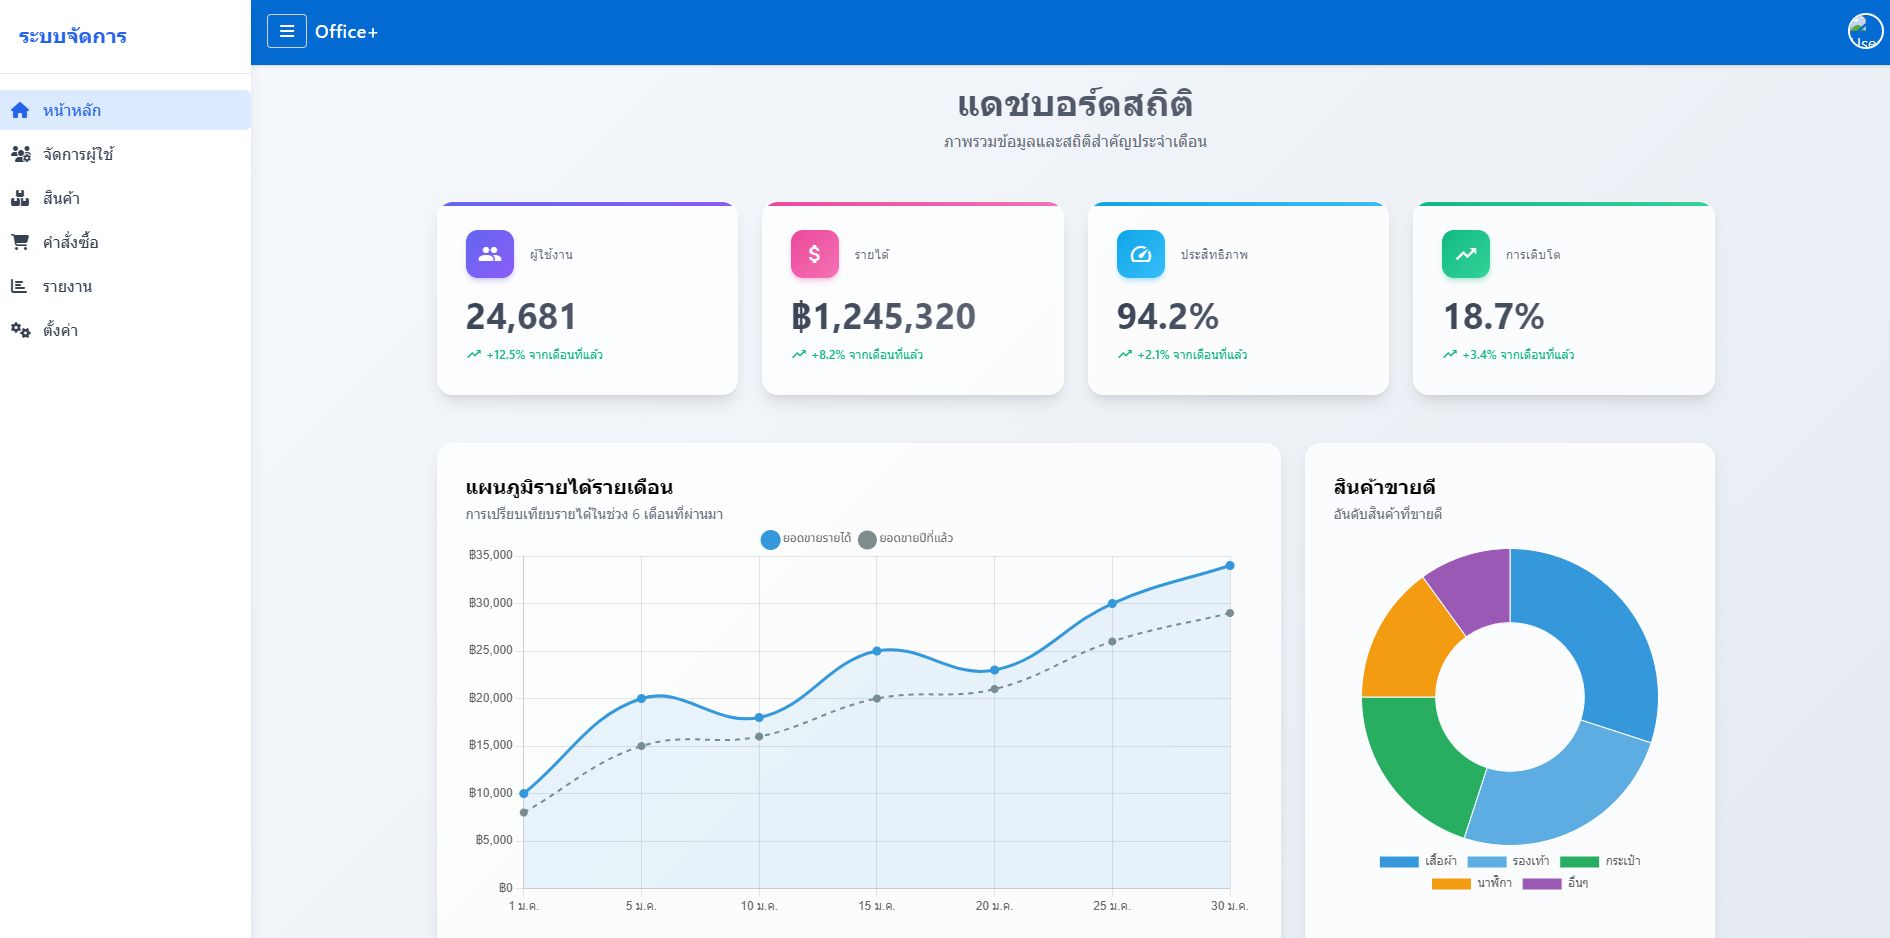 ระบบจัดการ
หน้าหลัก
จัดการผู้ใช้
สินค้า
คำสั่งซื้อ
รายงาน
ตั้งค่า
Office+
แดชบอร์ดสถิติ
ภาพรวมข้อมูลและสถิติสำคัญประจำเดือน
ผู้ใช้งาน
24,681
+12.5% จากเดือนที่แล้ว
รายได้
฿1,245,320
+8.2% จากเดือนที่แล้ว
ประสิทธิภาพ
94.2%
+2.1% จากเดือนที่แล้ว
การเติบโต
18.7%
+3.4% จากเดือนที่แล้ว
แผนภูมิรายได้รายเดือน
การเปรียบเทียบรายได้ในช่วง 6 เดือนที่ผ่านมา
ยอดขายรายได้ ยอดขายปีที่แล้ว
฿35,000
฿30,000
฿25,000
฿20,000
฿15,000
฿10,000
฿5,000
฿0
1 ม.ค. 5 ม.ค. 10 ม.ค. 15 ม.ค. 20 ม.ค. 25 ม.ค. 30 ม.ค.
สินค้าขายดี
อันดับสินค้าที่ขายดี
เสื้อผ้า รองเท้า กระเป๋า
นาฬิกา อื่นๆ